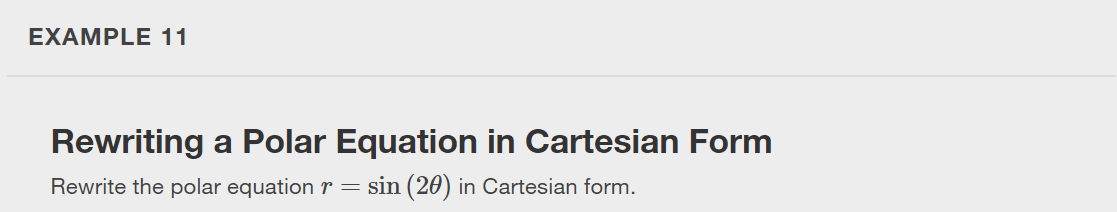 EXAMPLE 11
Rewriting a Polar Equation in Cartesian Form
Rewrite the polar equation r = sin (2θ) in Cartesian form.